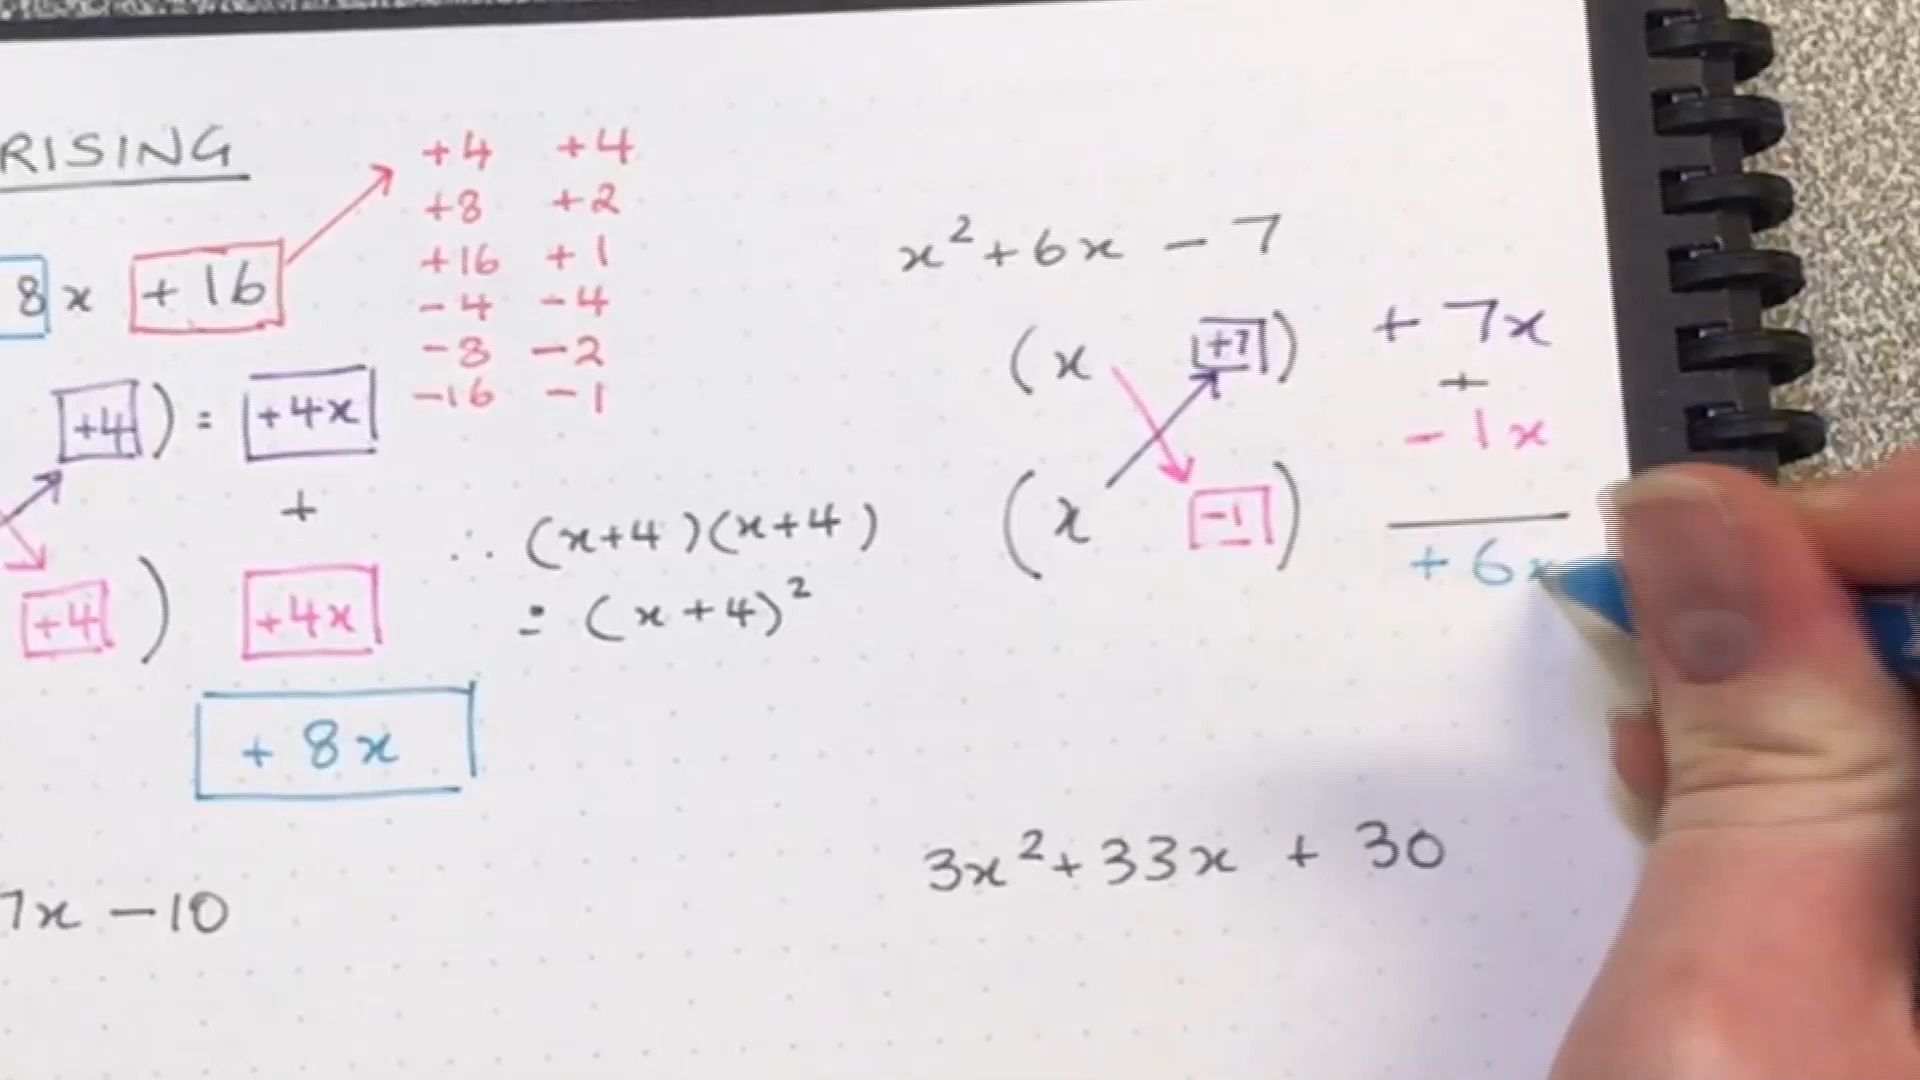 RISING
8x +16
+4 +4
+8 +2
+16 +1
-4 -4
-8 -2
-16 -1
+4) = +4x
+
+4) +4x
+ 8x
∴ (x+4)(x+4)
= (x+4)²
7x -10
x²+6x - 7
(x +7) + 7x
+
- 1x
(x -1)
+ 6x
3x²+33x + 30